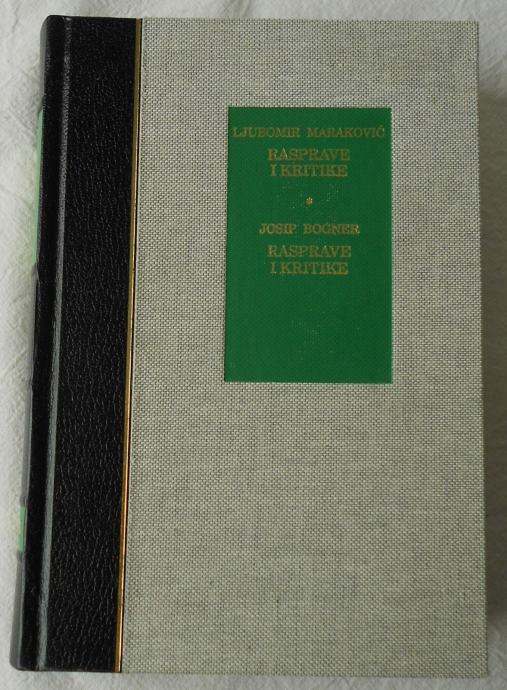 LJUBOMIR MARAKOVIĆ
RASPRAVE
I KRITIKE
*
JOSIP BOGNER
RASPRAVE
I KRITIKE